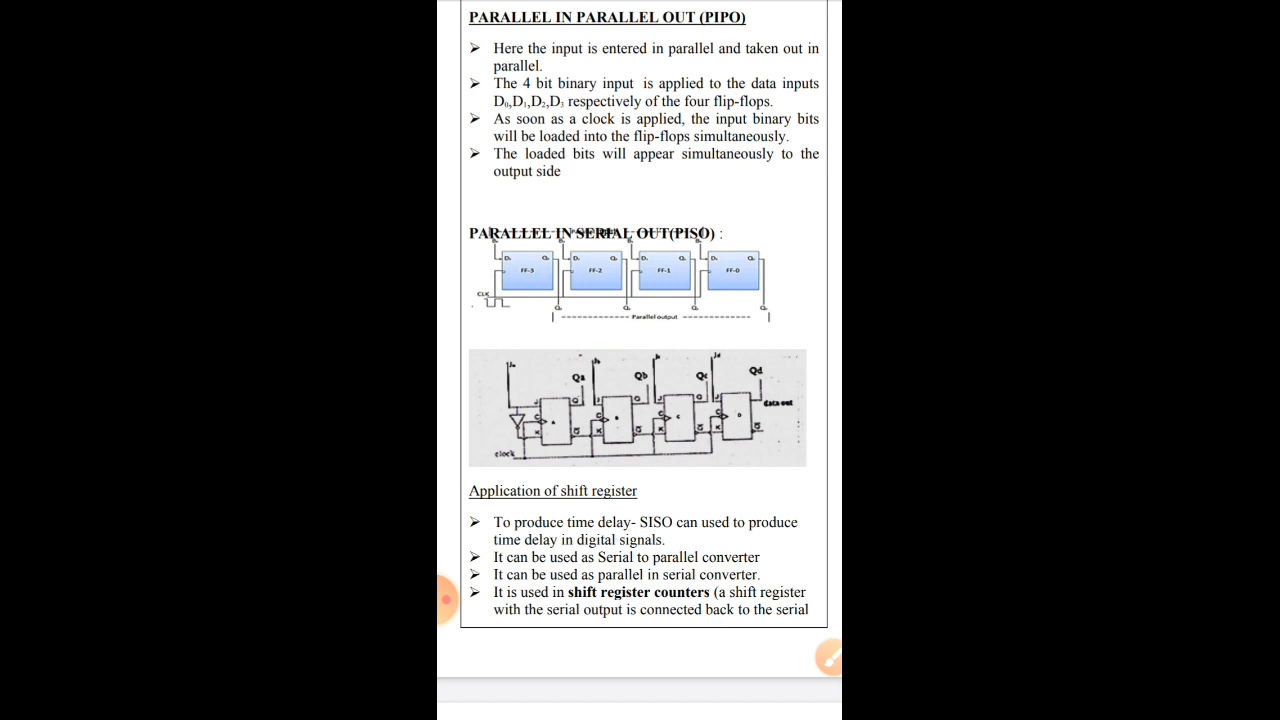 PARALLEL IN PARALLEL OUT (PIPO)
➢ Here the input is entered in parallel and taken out in
parallel.
➢ The 4 bit binary input is applied to the data inputs
D₀,D₁,D₂,D₃ respectively of the four flip-flops.
➢ As soon as a clock is applied, the input binary bits
will be loaded into the flip-flops simultaneously.
➢ The loaded bits will appear simultaneously to the
output side
PARALLEL IN SERIAL OUT(PISO) :
FF-3 FF-2 FF-1 FF-0
CLK
Parallel output
Qa Qb Qc Qd
J Q J Q J Q J Q
data out
C A C B C C C D
K Q̅ K Q̅ K Q̅ K Q̅
clock
Application of shift register
➢ To produce time delay- SISO can used to produce
time delay in digital signals.
➢ It can be used as Serial to parallel converter
➢ It can be used as parallel in serial converter.
➢ It is used in shift register counters (a shift register
with the serial output is connected back to the serial